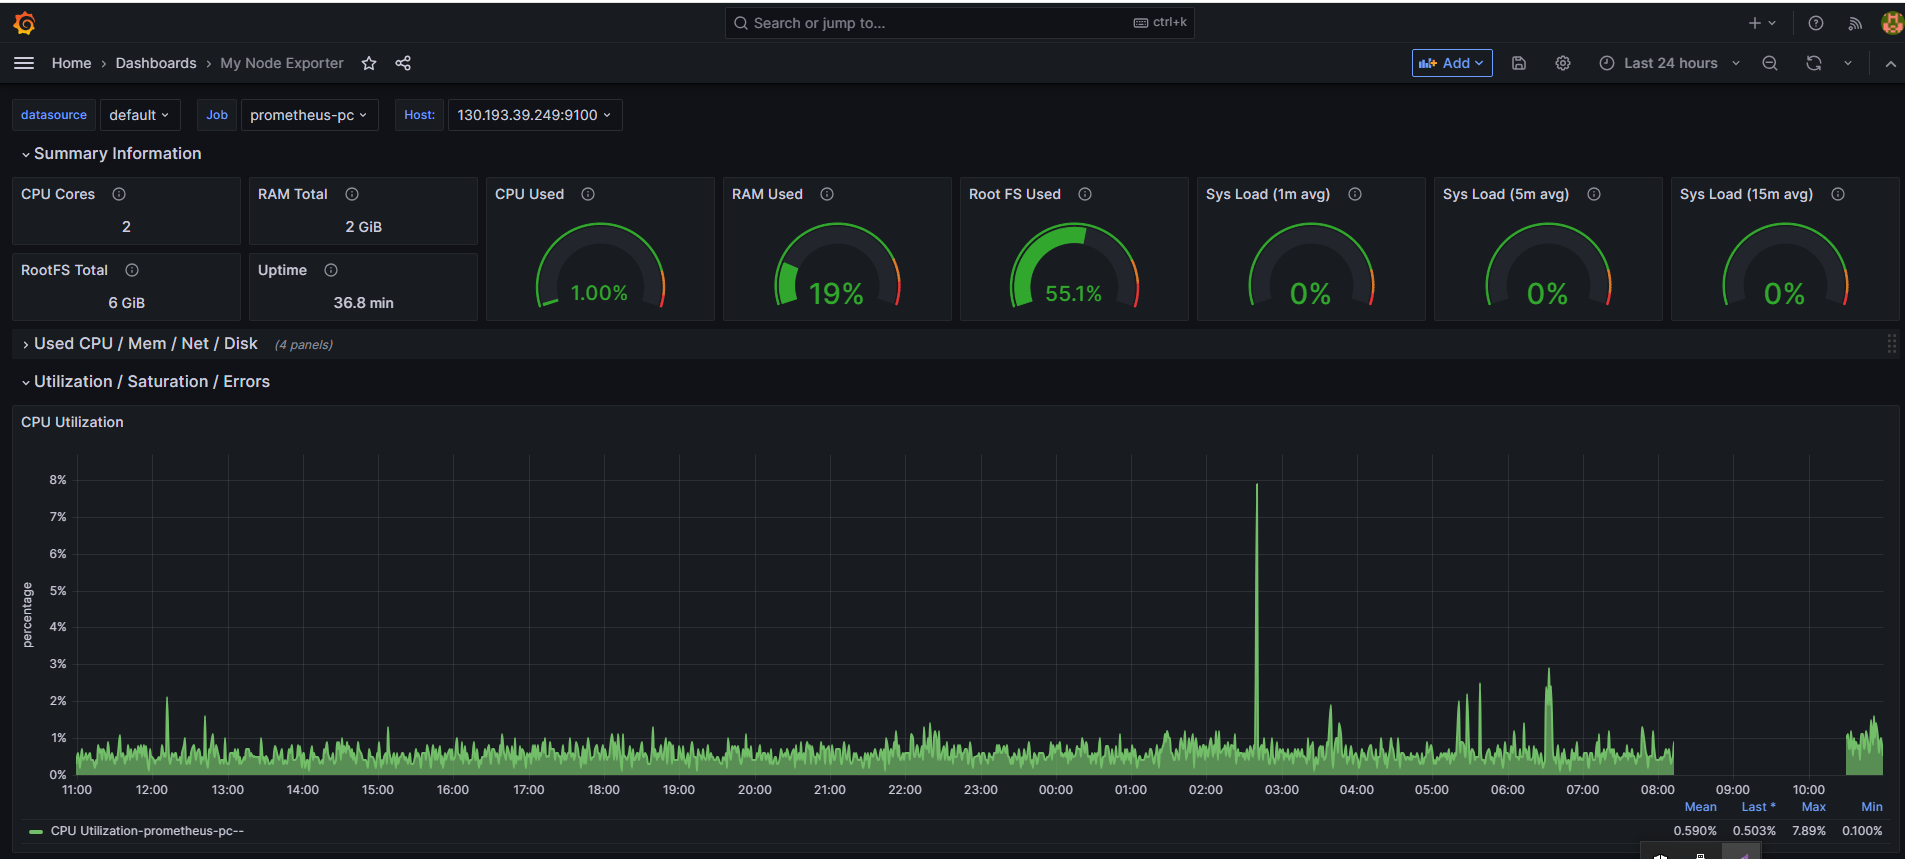 Search or jump to... ctrl+k
Home › Dashboards › My Node Exporter Add Last 24 hours
datasource default Job prometheus-pc Host: 130.193.39.249:9100
Summary Information
CPU Cores
2
RAM Total
2 GiB
RootFS Total
6 GiB
Uptime
36.8 min
CPU Used
1.00%
RAM Used
19%
Root FS Used
55.1%
Sys Load (1m avg)
0%
Sys Load (5m avg)
0%
Sys Load (15m avg)
0%
Used CPU / Mem / Net / Disk (4 panels)
Utilization / Saturation / Errors
CPU Utilization
percentage
8%
7%
6%
5%
4%
3%
2%
1%
0%
11:00 12:00 13:00 14:00 15:00 16:00 17:00 18:00 19:00 20:00 21:00 22:00 23:00 00:00 01:00 02:00 03:00 04:00 05:00 06:00 07:00 08:00 09:00 10:00
Mean Last * Max Min
CPU Utilization-prometheus-pc-- 0.590% 0.503% 7.89% 0.100%